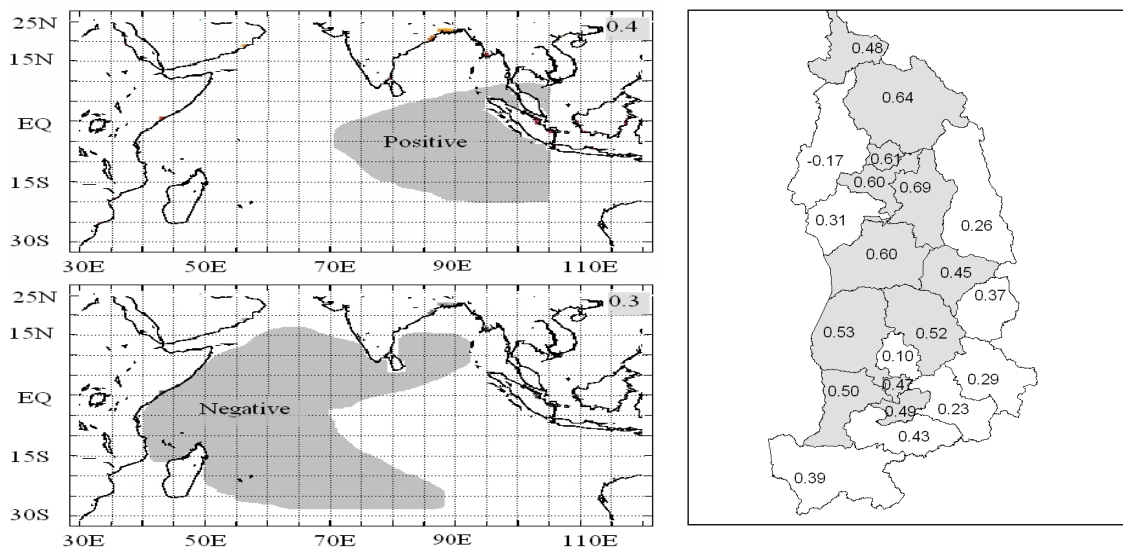 25N
0.4
15N
EQ
Positive
15S
30S
30E 50E 70E 90E 110E
25N
0.3
15N
EQ
Negative
15S
30S
30E 50E 70E 90E 110E
0.48
0.64
-0.17
0.61
0.60
0.69
0.31
0.26
0.60
0.45
0.37
0.53
0.52
0.10
0.29
0.50
0.47
0.23
0.49
0.43
0.39